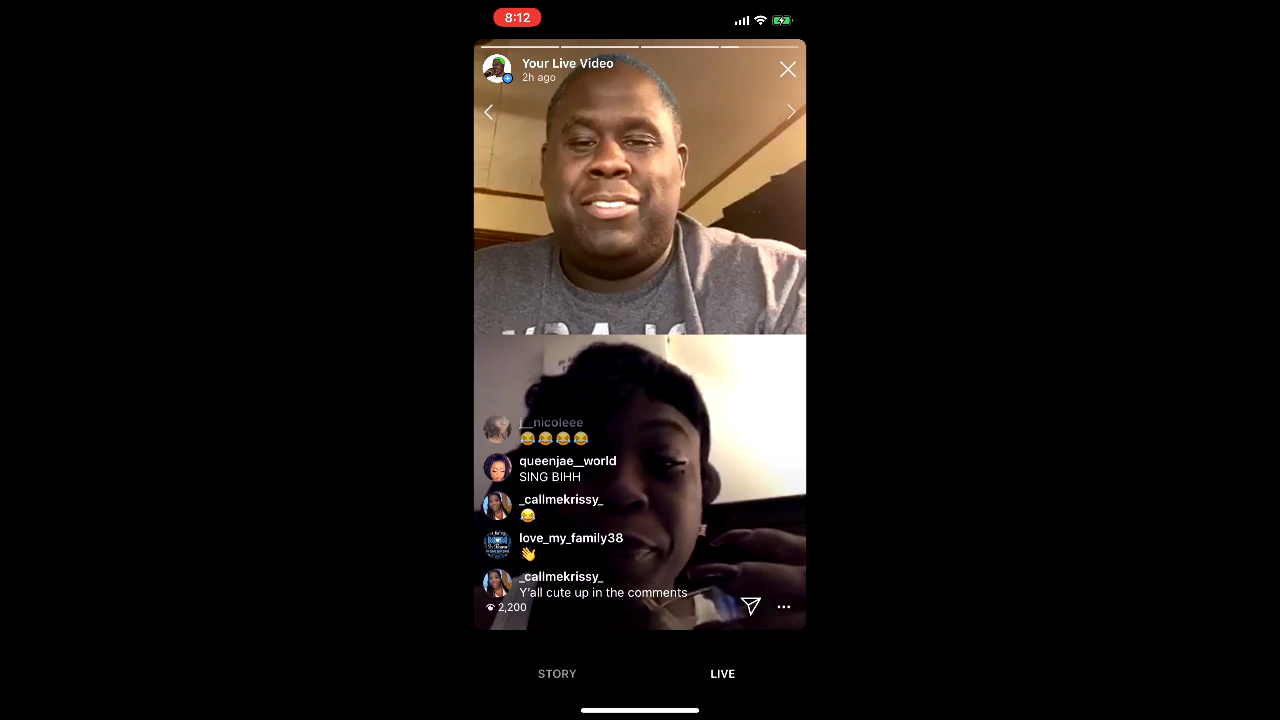 8:12
Your Live Video
2h ago
j__nicoleee
😂😂😂😂
queenjae__world
SING BIHH
_callmekrissy_
😂
love_my_family38
👋
_callmekrissy_
Y'all cute up in the comments
2,200
STORY
LIVE